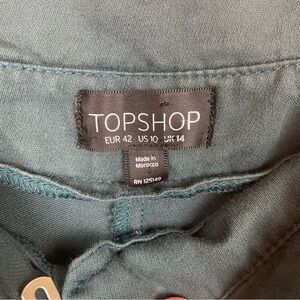 TOPSHOP
EUR 42 US 10 UK 14
Made in
Morocco
RN 125149